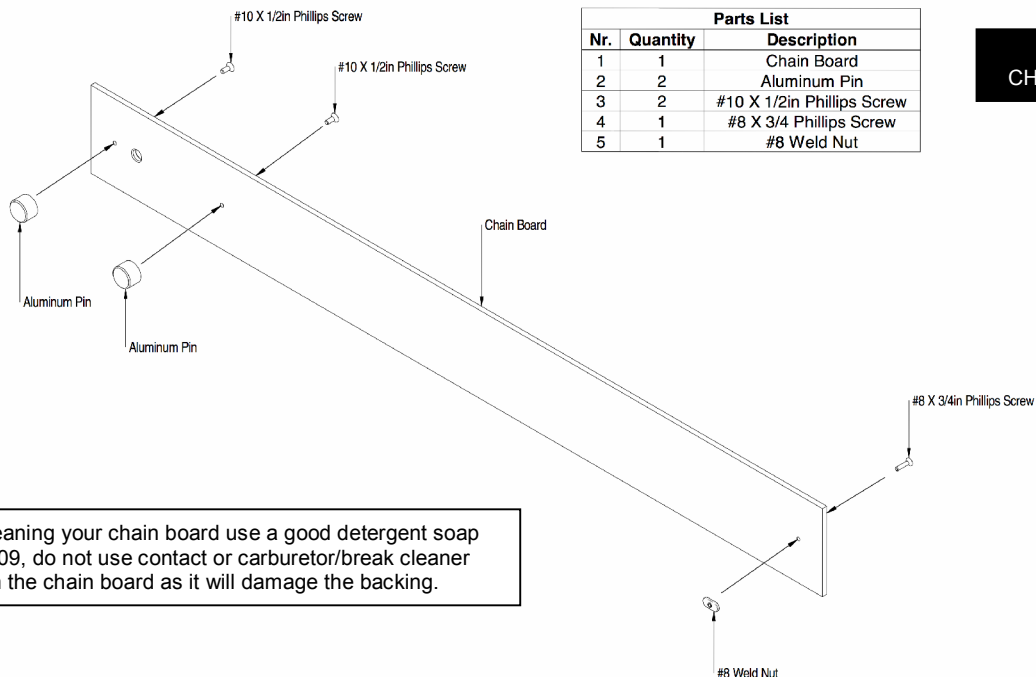 #10 X 1/2in Phillips Screw
#10 X 1/2in Phillips Screw
Parts List
Nr. Quantity Description
1 1 Chain Board
2 2 Aluminum Pin
3 2 #10 X 1/2in Phillips Screw
4 1 #8 X 3/4 Phillips Screw
5 1 #8 Weld Nut
CH
Chain Board
Aluminum Pin
Aluminum Pin
#8 X 3/4in Phillips Screw
eaning your chain board use a good detergent soap
09, do not use contact or carburetor/break cleaner
the chain board as it will damage the backing.
#8 Weld Nut